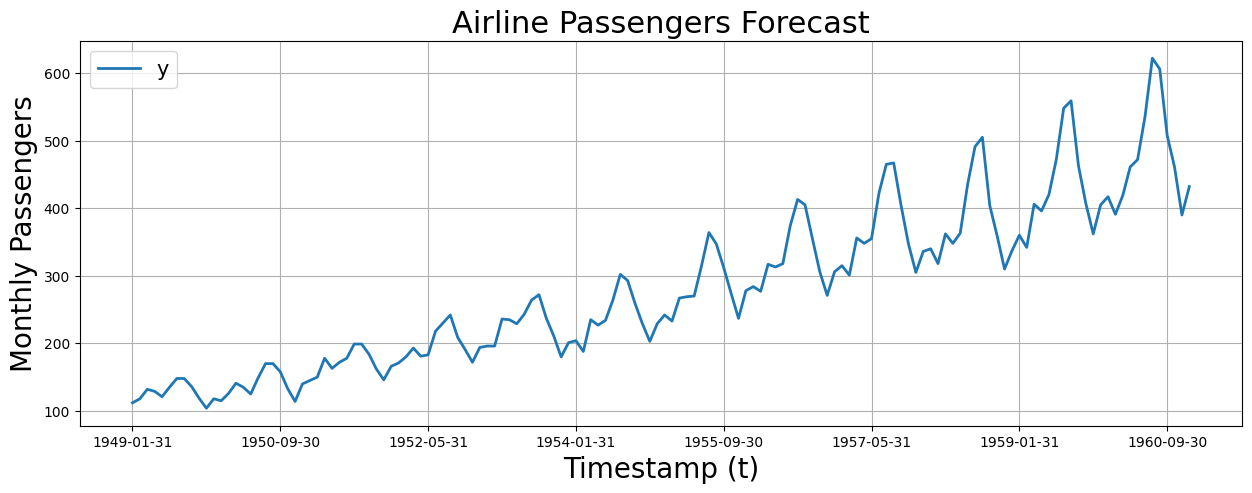 Airline Passengers Forecast
y
Monthly Passengers
600
500
400
300
200
100
1949-01-31 1950-09-30 1952-05-31 1954-01-31 1955-09-30 1957-05-31 1959-01-31 1960-09-30
Timestamp (t)